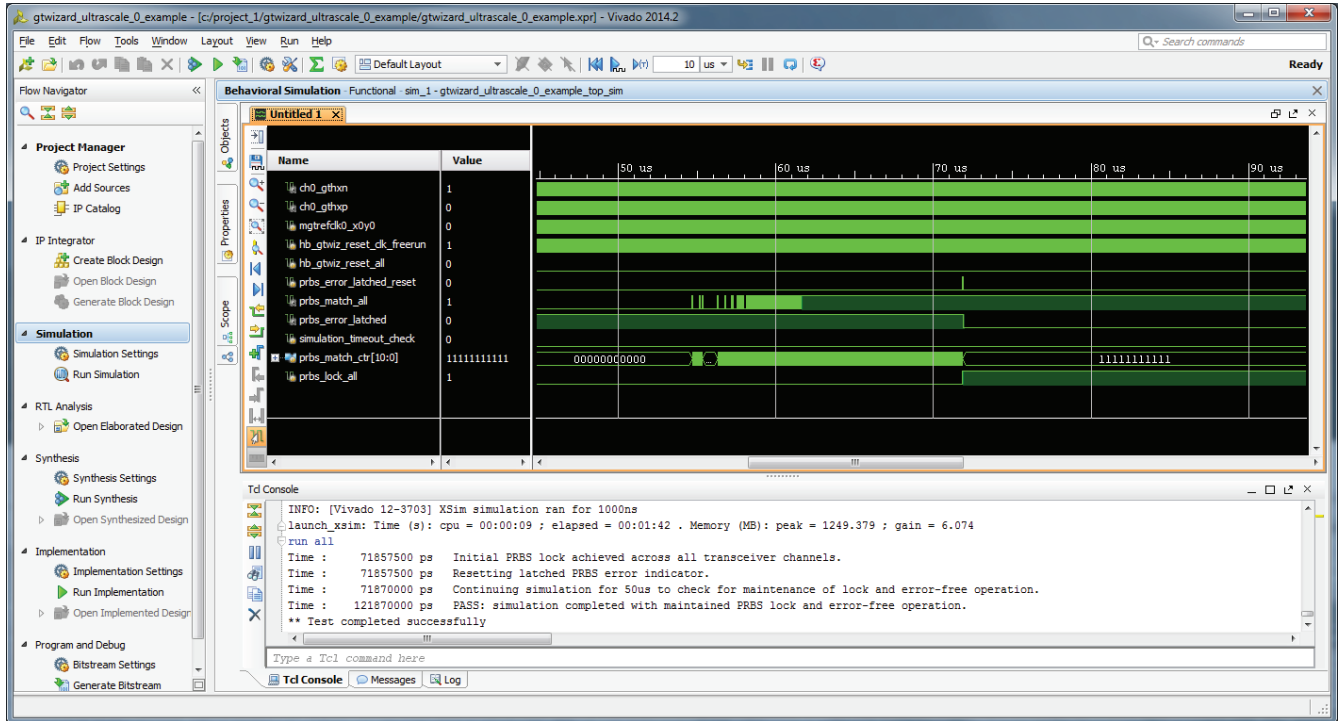 gtwizard_ultrascale_0_example - [c:/project_1/gtwizard_ultrascale_0_example/gtwizard_ultrascale_0_example.xpr] - Vivado 2014.2
File Edit Flow Tools Window Layout View Run Help
Search commands
Default Layout
10 us
Ready
Flow Navigator
Project Manager
Project Settings
Add Sources
IP Catalog
IP Integrator
Create Block Design
Open Block Design
Generate Block Design
Simulation
Simulation Settings
Run Simulation
RTL Analysis
Open Elaborated Design
Synthesis
Synthesis Settings
Run Synthesis
Open Synthesized Design
Implementation
Implementation Settings
Run Implementation
Open Implemented Design
Program and Debug
Bitstream Settings
Generate Bitstream
Behavioral Simulation - Functional - sim_1 - gtwizard_ultrascale_0_example_top_sim
Objects
Properties
Scope
Untitled 1
Name Value
50 us 60 us 70 us 80 us 90 us
ch0_gthxn 1
ch0_gthxp 0
mgtrefclk0_x0y0 0
hb_gtwiz_reset_clk_freerun 1
hb_gtwiz_reset_all 0
prbs_error_latched_reset 0
prbs_match_all 1
prbs_error_latched 0
simulation_timeout_check 0
prbs_match_ctr[10:0] 11111111111 00000000000 ... 11111111111
prbs_lock_all 1
Tcl Console
INFO: [Vivado 12-3703] XSim simulation ran for 1000ns
launch_xsim: Time (s): cpu = 00:00:09 ; elapsed = 00:01:42 . Memory (MB): peak = 1249.379 ; gain = 6.074
run all
Time : 71857500 ps Initial PRBS lock achieved across all transceiver channels.
Time : 71857500 ps Resetting latched PRBS error indicator.
Time : 71870000 ps Continuing simulation for 50us to check for maintenance of lock and error-free operation.
Time : 121870000 ps PASS: simulation completed with maintained PRBS lock and error-free operation.
** Test completed successfully
Type a Tcl command here
Tcl Console Messages Log